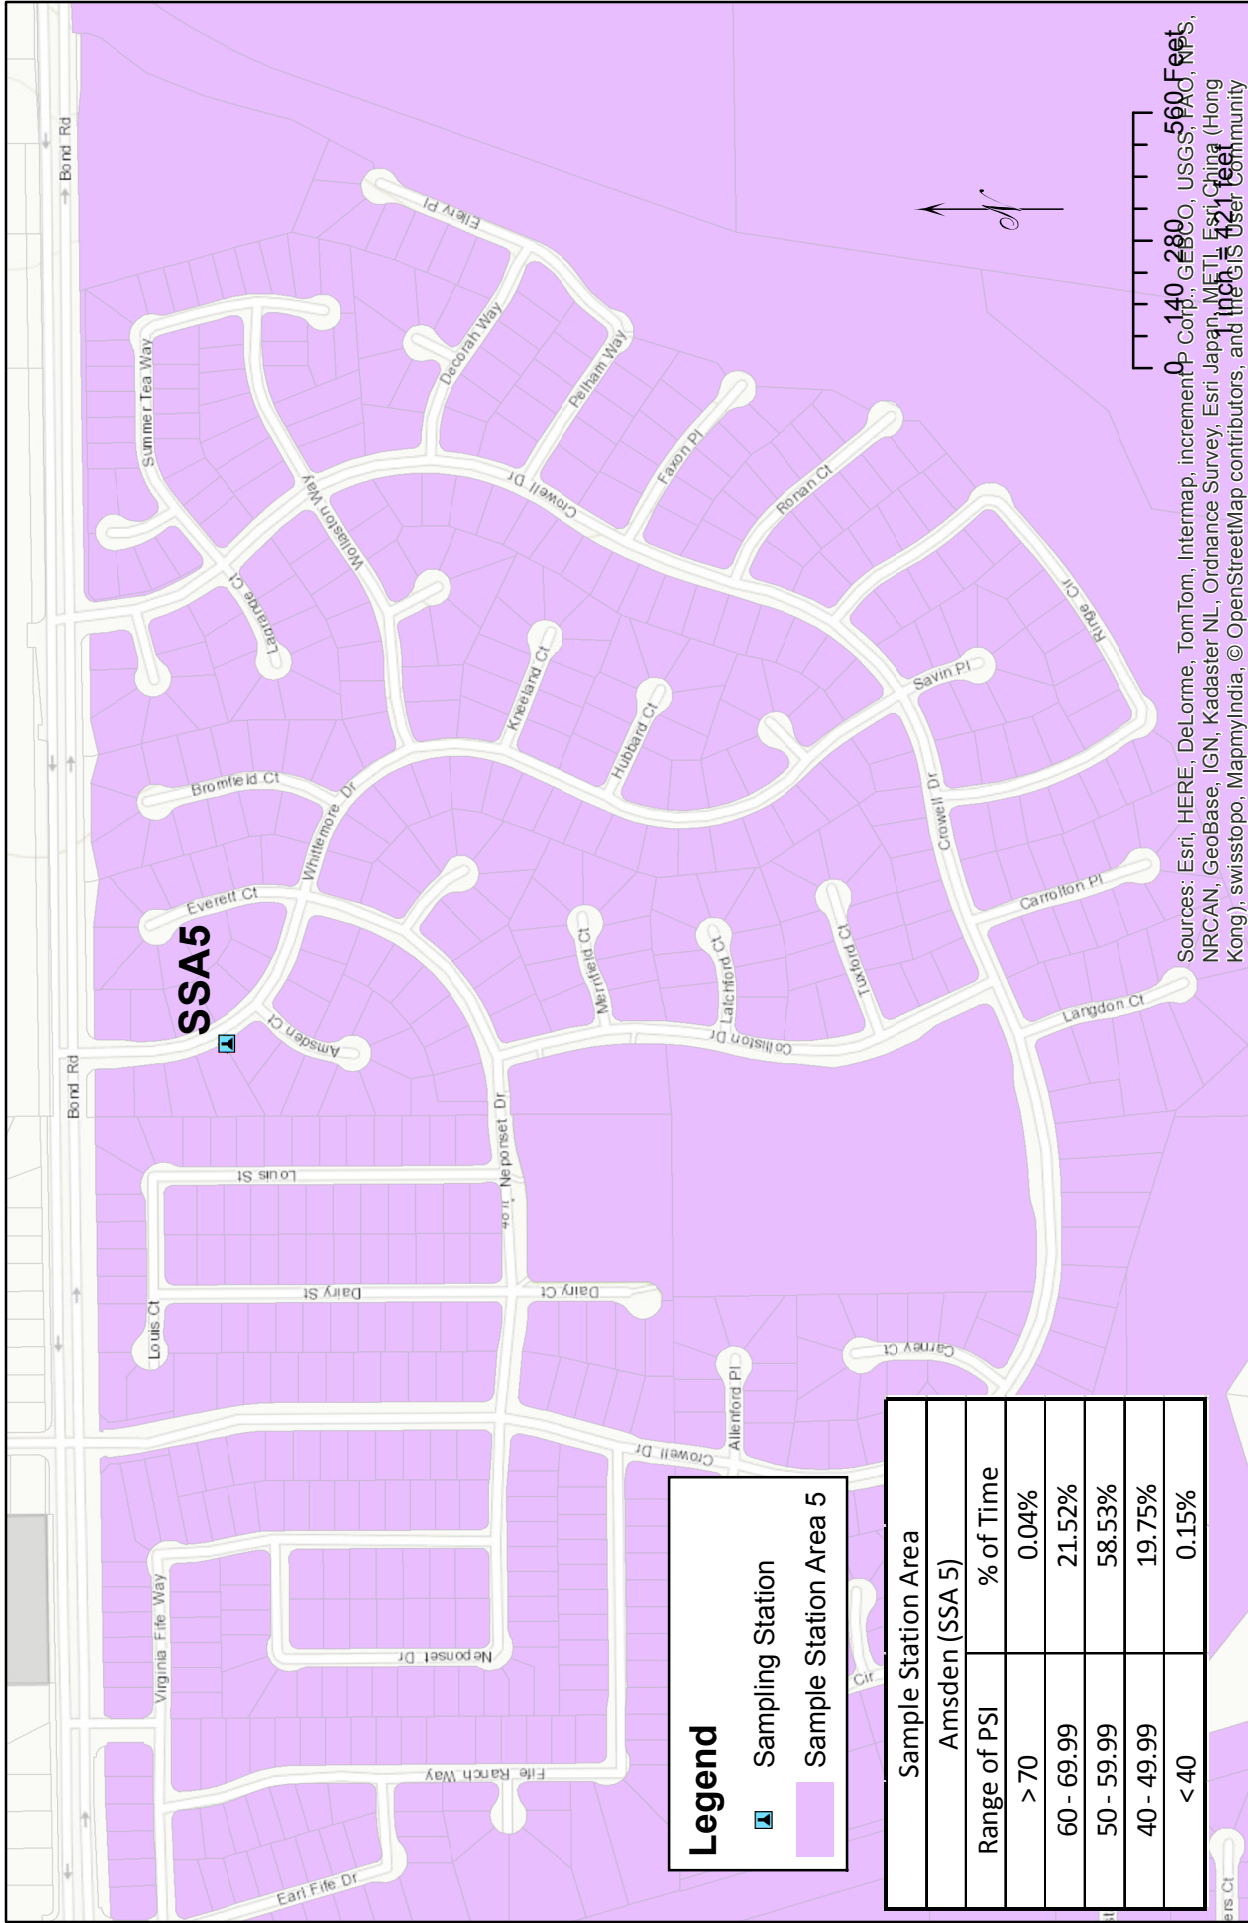 Bond Rd
Bond Rd
Summer Tea Way
Ellery Pl
Decorah Way
Pelham Way
Wollaston Way
Lagrange Ct
Crowell Dr
Faxon Pl
Ronan Ct
Ringe Cir
Savin Pl
Kneeland Ct
Hubbard Ct
Bromfield Ct
Whittemore Dr
Everett Ct
SSA5
Amsden Ct
Merrifield Ct
Latchford Ct
Tuxford Ct
Colliston Dr
Crowell Dr
Carrolton Pl
Langdon Ct
Neponset Dr
Louis St
Louis Ct
Dairy St
Dairy Ct
Carney Ct
Allenford Pl
Crowell Dr
Virginia Fife Way
Neponset Dr
Fife Ranch Way
Earl Fife Dr
Cir
ers Ct
st
Legend
Sampling Station
Sample Station Area 5
Sample Station Area
Amsden (SSA 5)
Range of PSI % of Time
> 70 0.04%
60 - 69.99 21.52%
50 - 59.99 58.53%
40 - 49.99 19.75%
< 40 0.15%
N
0 140 280 560 Feet
1 inch = 421 feet
Sources: Esri, HERE, DeLorme, TomTom, Intermap, increment P Corp., GEBCO, USGS, FAO, NPS,
NRCAN, GeoBase, IGN, Kadaster NL, Ordnance Survey, Esri Japan, METI, Esri China (Hong
Kong), swisstopo, MapmyIndia, © OpenStreetMap contributors, and the GIS User Community